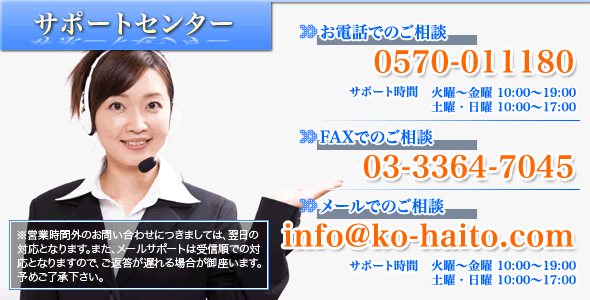 サポートセンター
お電話でのご相談
0570-011180
サポート時間 火曜～金曜 10:00～19:00
土曜・日曜 10:00～17:00
FAXでのご相談
03-3364-7045
メールでのご相談
info@ko-haito.com
サポート時間 火曜～金曜 10:00～19:00
土曜・日曜 10:00～17:00
※営業時間外のお問い合わせにつきましては、翌日の
対応となります。また、メールサポートは受信順での対
応となりますので、ご返答が遅れる場合が御座います。
予めご了承下さい。